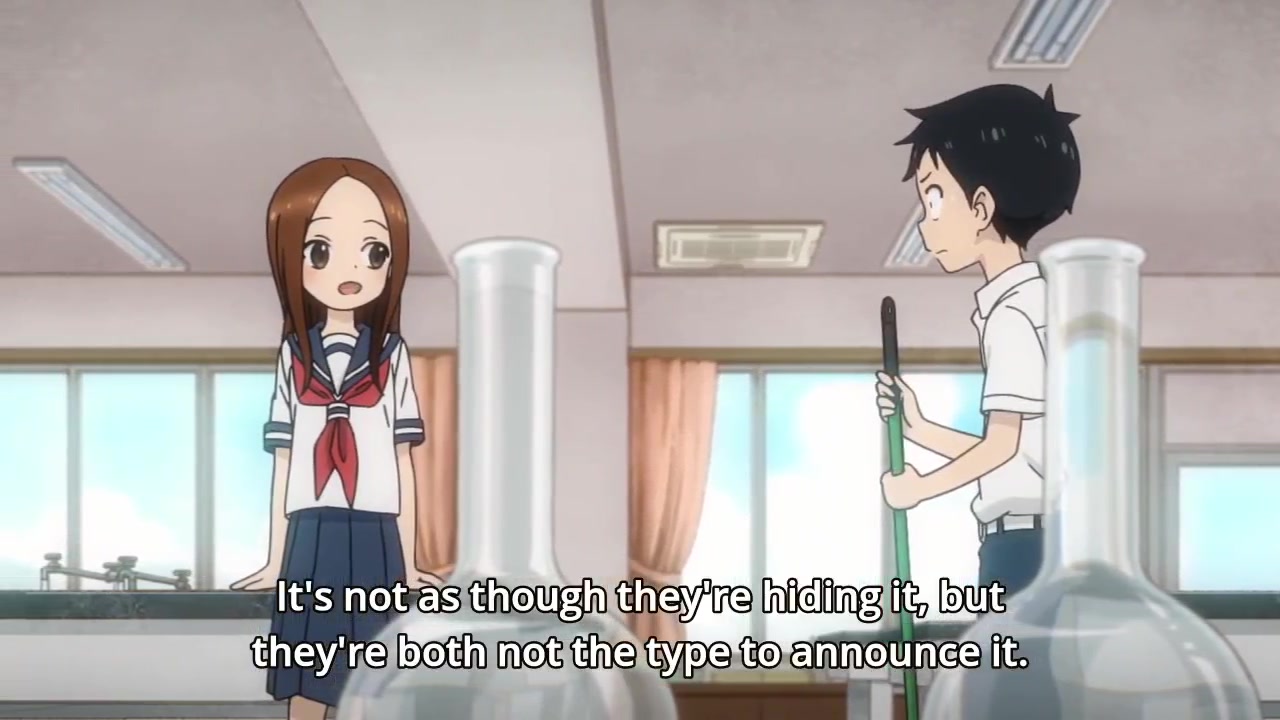 It's not as though they're hiding it, but
they're both not the type to announce it.